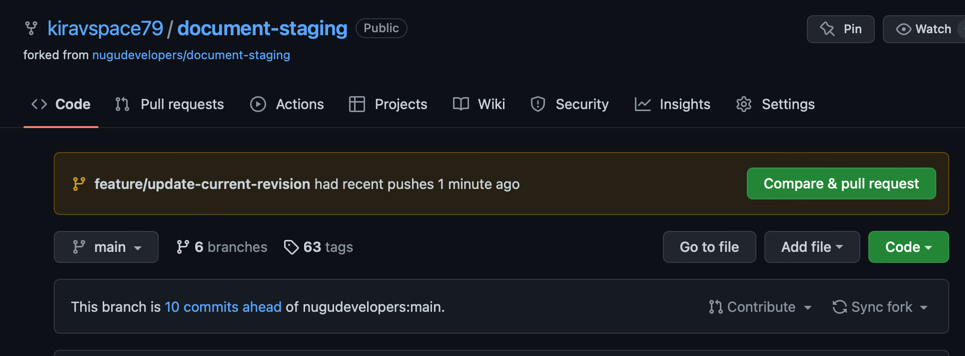 kiravspace79 / document-staging Public Pin Watch
forked from nugudevelopers/document-staging
Code Pull requests Actions Projects Wiki Security Insights Settings
feature/update-current-revision had recent pushes 1 minute ago Compare & pull request
main 6 branches 63 tags Go to file Add file Code
This branch is 10 commits ahead of nugudevelopers:main. Contribute Sync fork